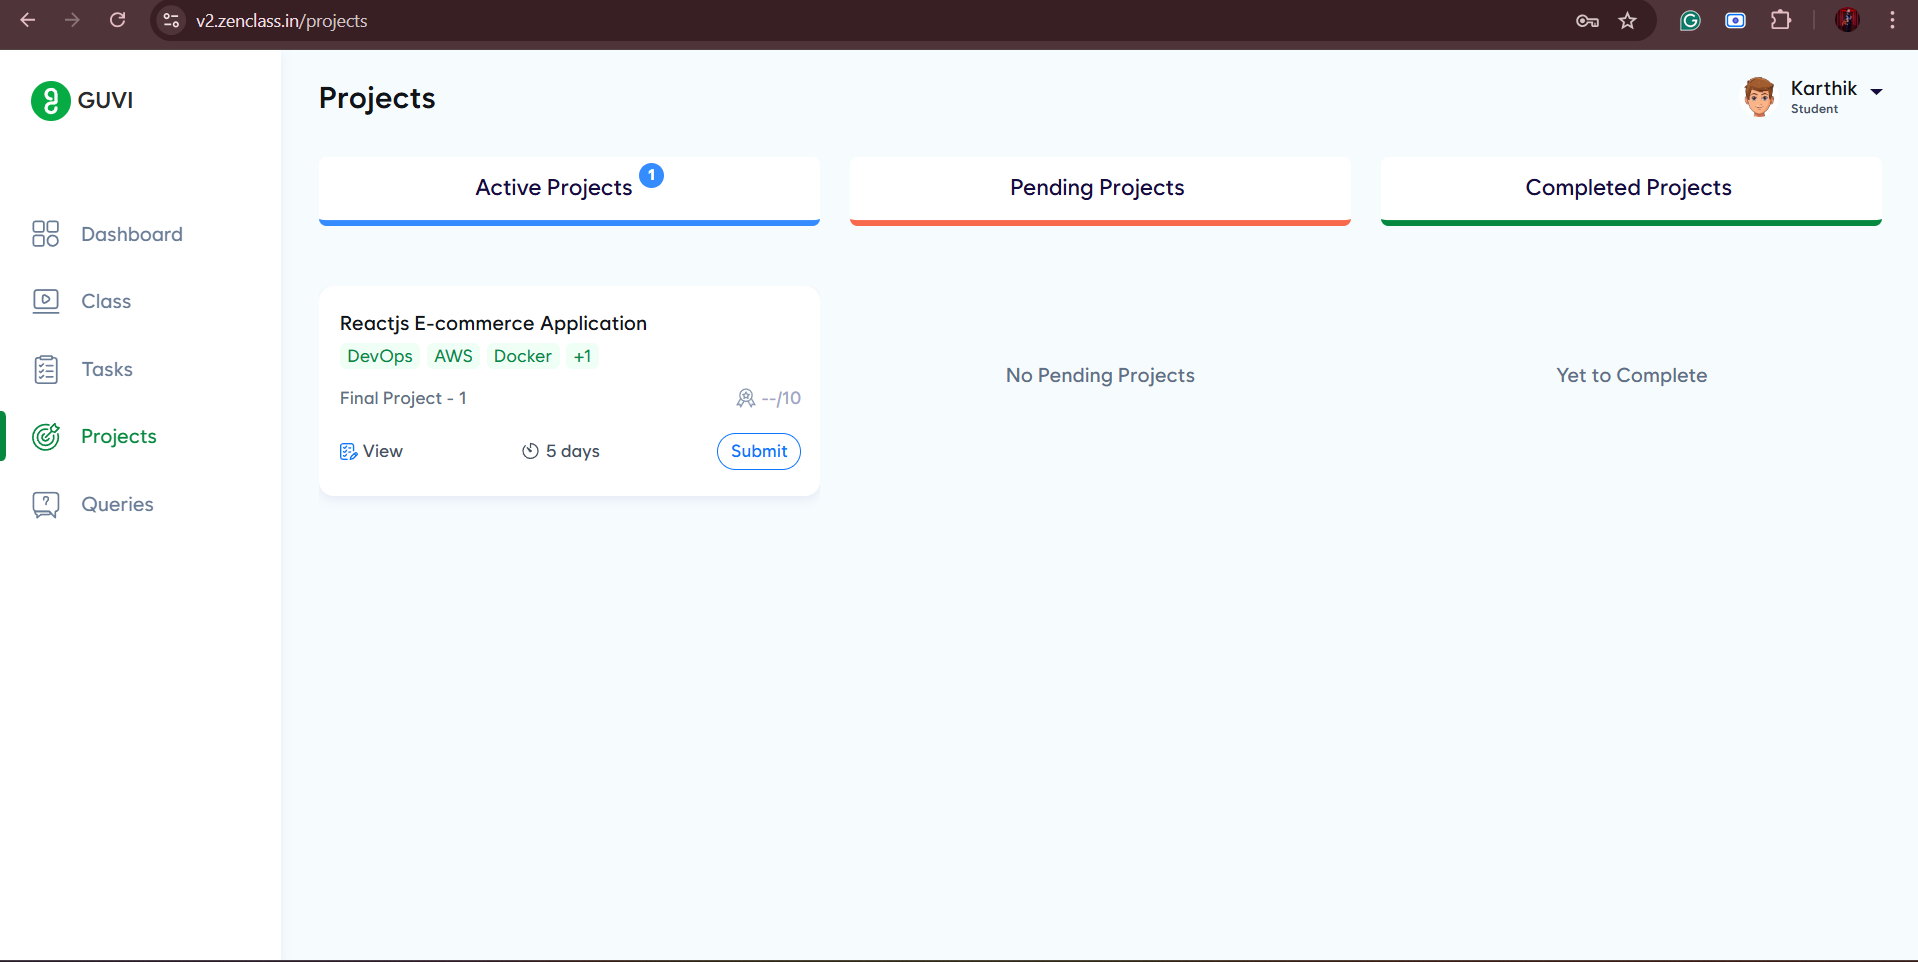 v2.zenclass.in/projects
GUVI
Dashboard
Class
Tasks
Projects
Queries
Projects
Karthik
Student
Active Projects 1
Pending Projects
Completed Projects
Reactjs E-commerce Application
DevOps AWS Docker +1
Final Project - 1 --/10
View 5 days Submit
No Pending Projects
Yet to Complete